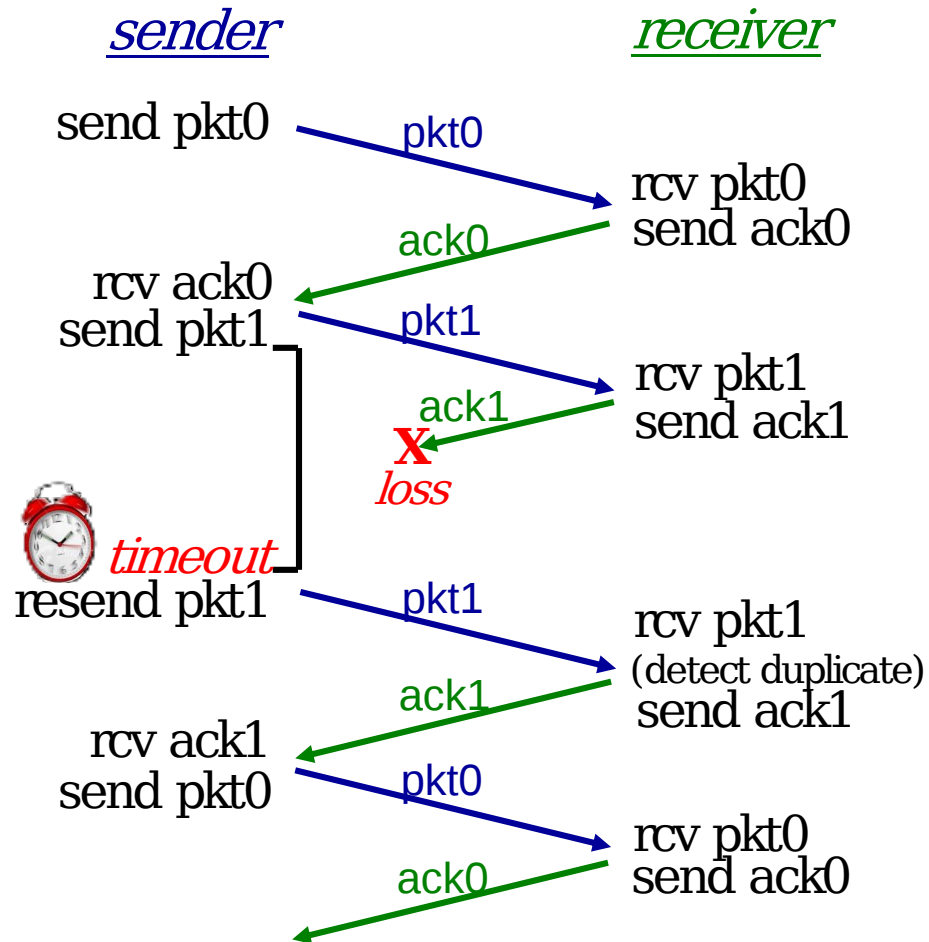 sender
receiver
send pkt0
pkt0
rcv pkt0
send ack0
ack0
rcv ack0
send pkt1
pkt1
rcv pkt1
send ack1
ack1
X
loss
timeout
resend pkt1
pkt1
rcv pkt1
(detect duplicate)
send ack1
ack1
rcv ack1
send pkt0
pkt0
rcv pkt0
send ack0
ack0